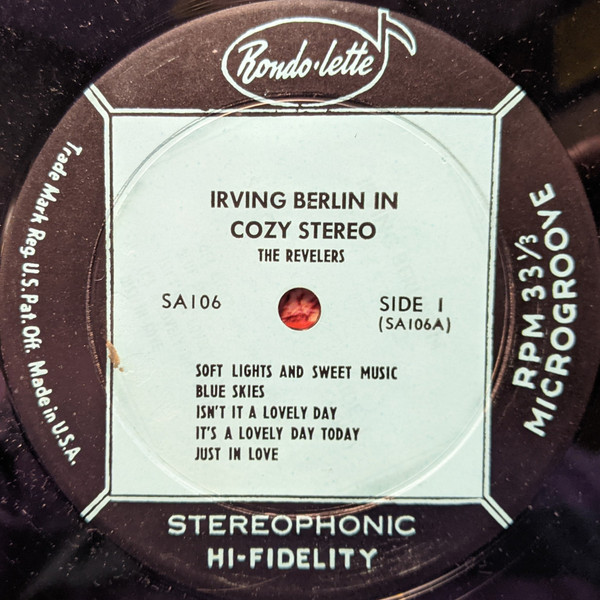 Rondo·lette
IRVING BERLIN IN
COZY STEREO
THE REVELERS
SA106
SIDE 1
(SA106A)
SOFT LIGHTS AND SWEET MUSIC
BLUE SKIES
ISN'T IT A LOVELY DAY
IT'S A LOVELY DAY TODAY
JUST IN LOVE
Trade Mark Reg. U.S. Pat. Off. Made in U.S.A.
RPM 33 1/3
MICROGROOVE
STEREOPHONIC
HI-FIDELITY